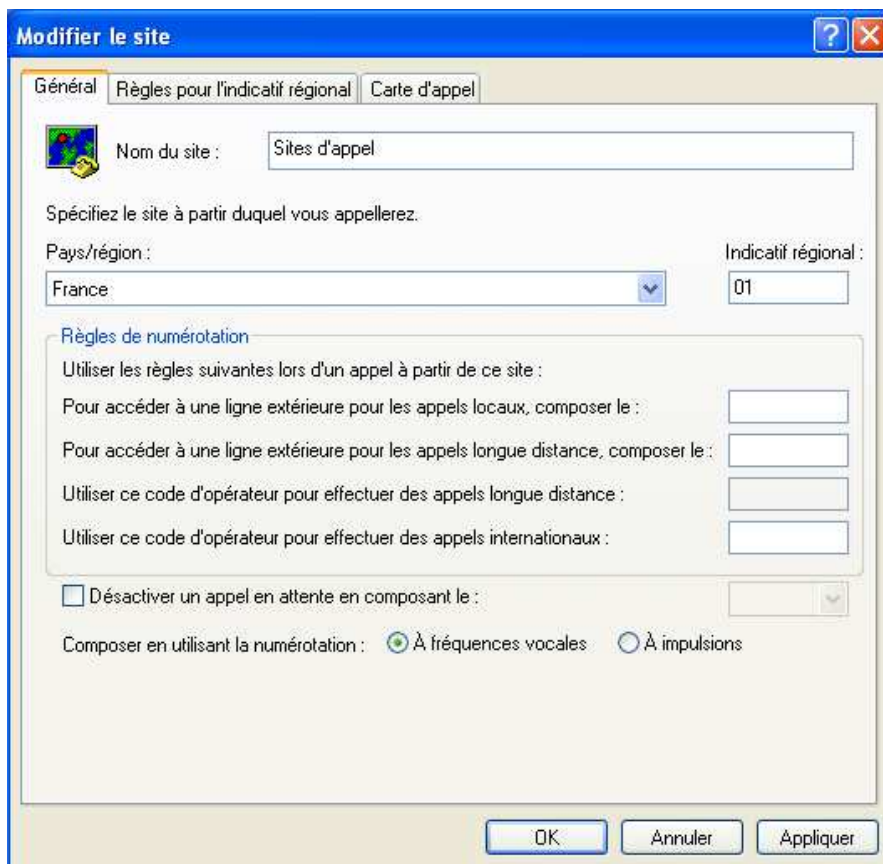 Modifier le site
Général
Règles pour l'indicatif régional
Carte d'appel
Nom du site :
Sites d'appel
Spécifiez le site à partir duquel vous appellerez.
Pays/région :
Indicatif régional :
France
01
Règles de numérotation
Utiliser les règles suivantes lors d'un appel à partir de ce site :
Pour accéder à une ligne extérieure pour les appels locaux, composer le :
Pour accéder à une ligne extérieure pour les appels longue distance, composer le :
Utiliser ce code d'opérateur pour effectuer des appels longue distance :
Utiliser ce code d'opérateur pour effectuer des appels internationaux :
Désactiver un appel en attente en composant le :
Composer en utilisant la numérotation :
À fréquences vocales
À impulsions
OK
Annuler
Appliquer